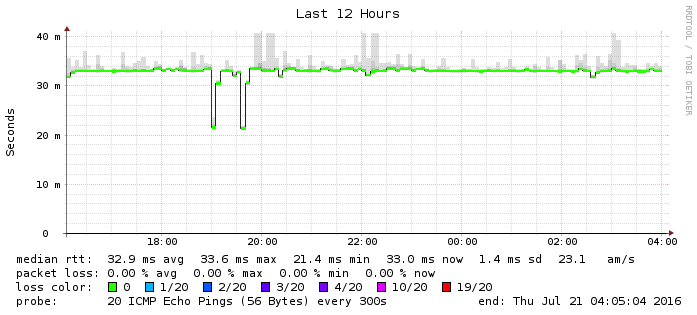 Last 12 Hours
RRDTOOL / TOBI OETIKER
Seconds
40 m
30 m
20 m
10 m
0
18:00 20:00 22:00 00:00 02:00 04:00
median rtt: 32.9 ms avg 33.6 ms max 21.4 ms min 33.0 ms now 1.4 ms sd 23.1 am/s
packet loss: 0.00 % avg 0.00 % max 0.00 % min 0.00 % now
loss color: 0 1/20 2/20 3/20 4/20 10/20 19/20
probe: 20 ICMP Echo Pings (56 Bytes) every 300s end: Thu Jul 21 04:05:04 2016